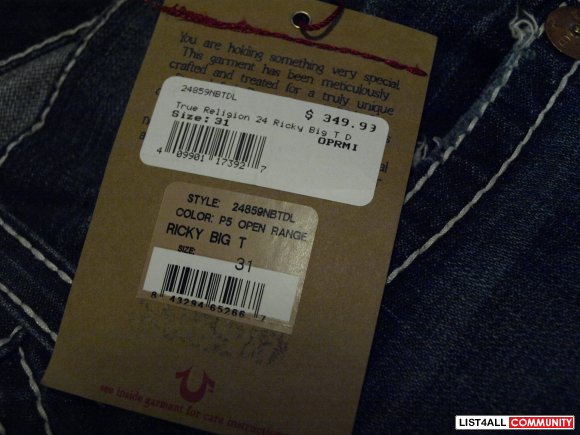 You are holding something very special.
This garment has been meticulously
crafted and treated for a truly unique
24859NBTDL
$ 349.99
True Religion 24 Ricky Big T D
Size: 31
OPRMI
4 09901 17392 7
STYLE: 24859NBTDL
COLOR: P5 OPEN RANGE
RICKY BIG T
SIZE:
31
8 43294 65266 7
see inside garment for care instructions
LIST4ALL COMMUNITY